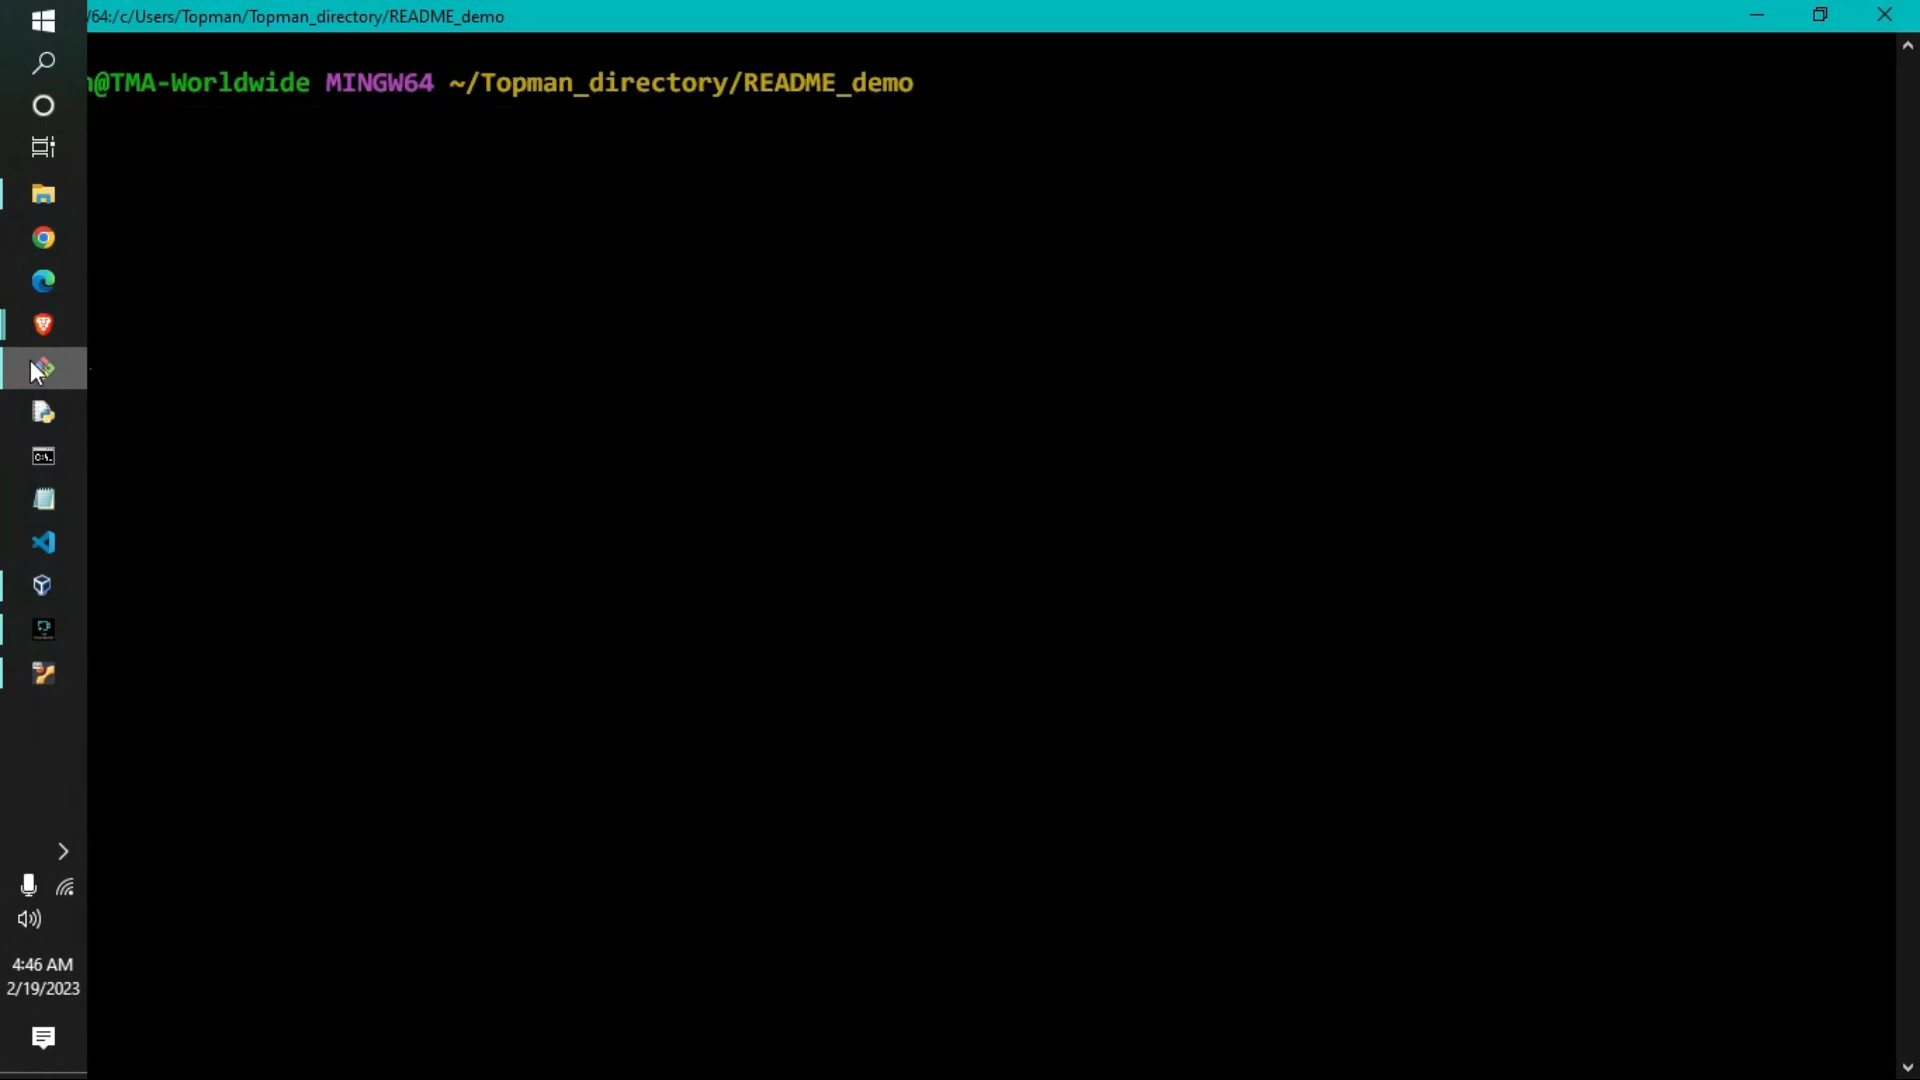 /64:/c/Users/Topman/Topman_directory/README_demo
@TMA-Worldwide MINGW64 ~/Topman_directory/README_demo
4:46 AM
2/19/2023